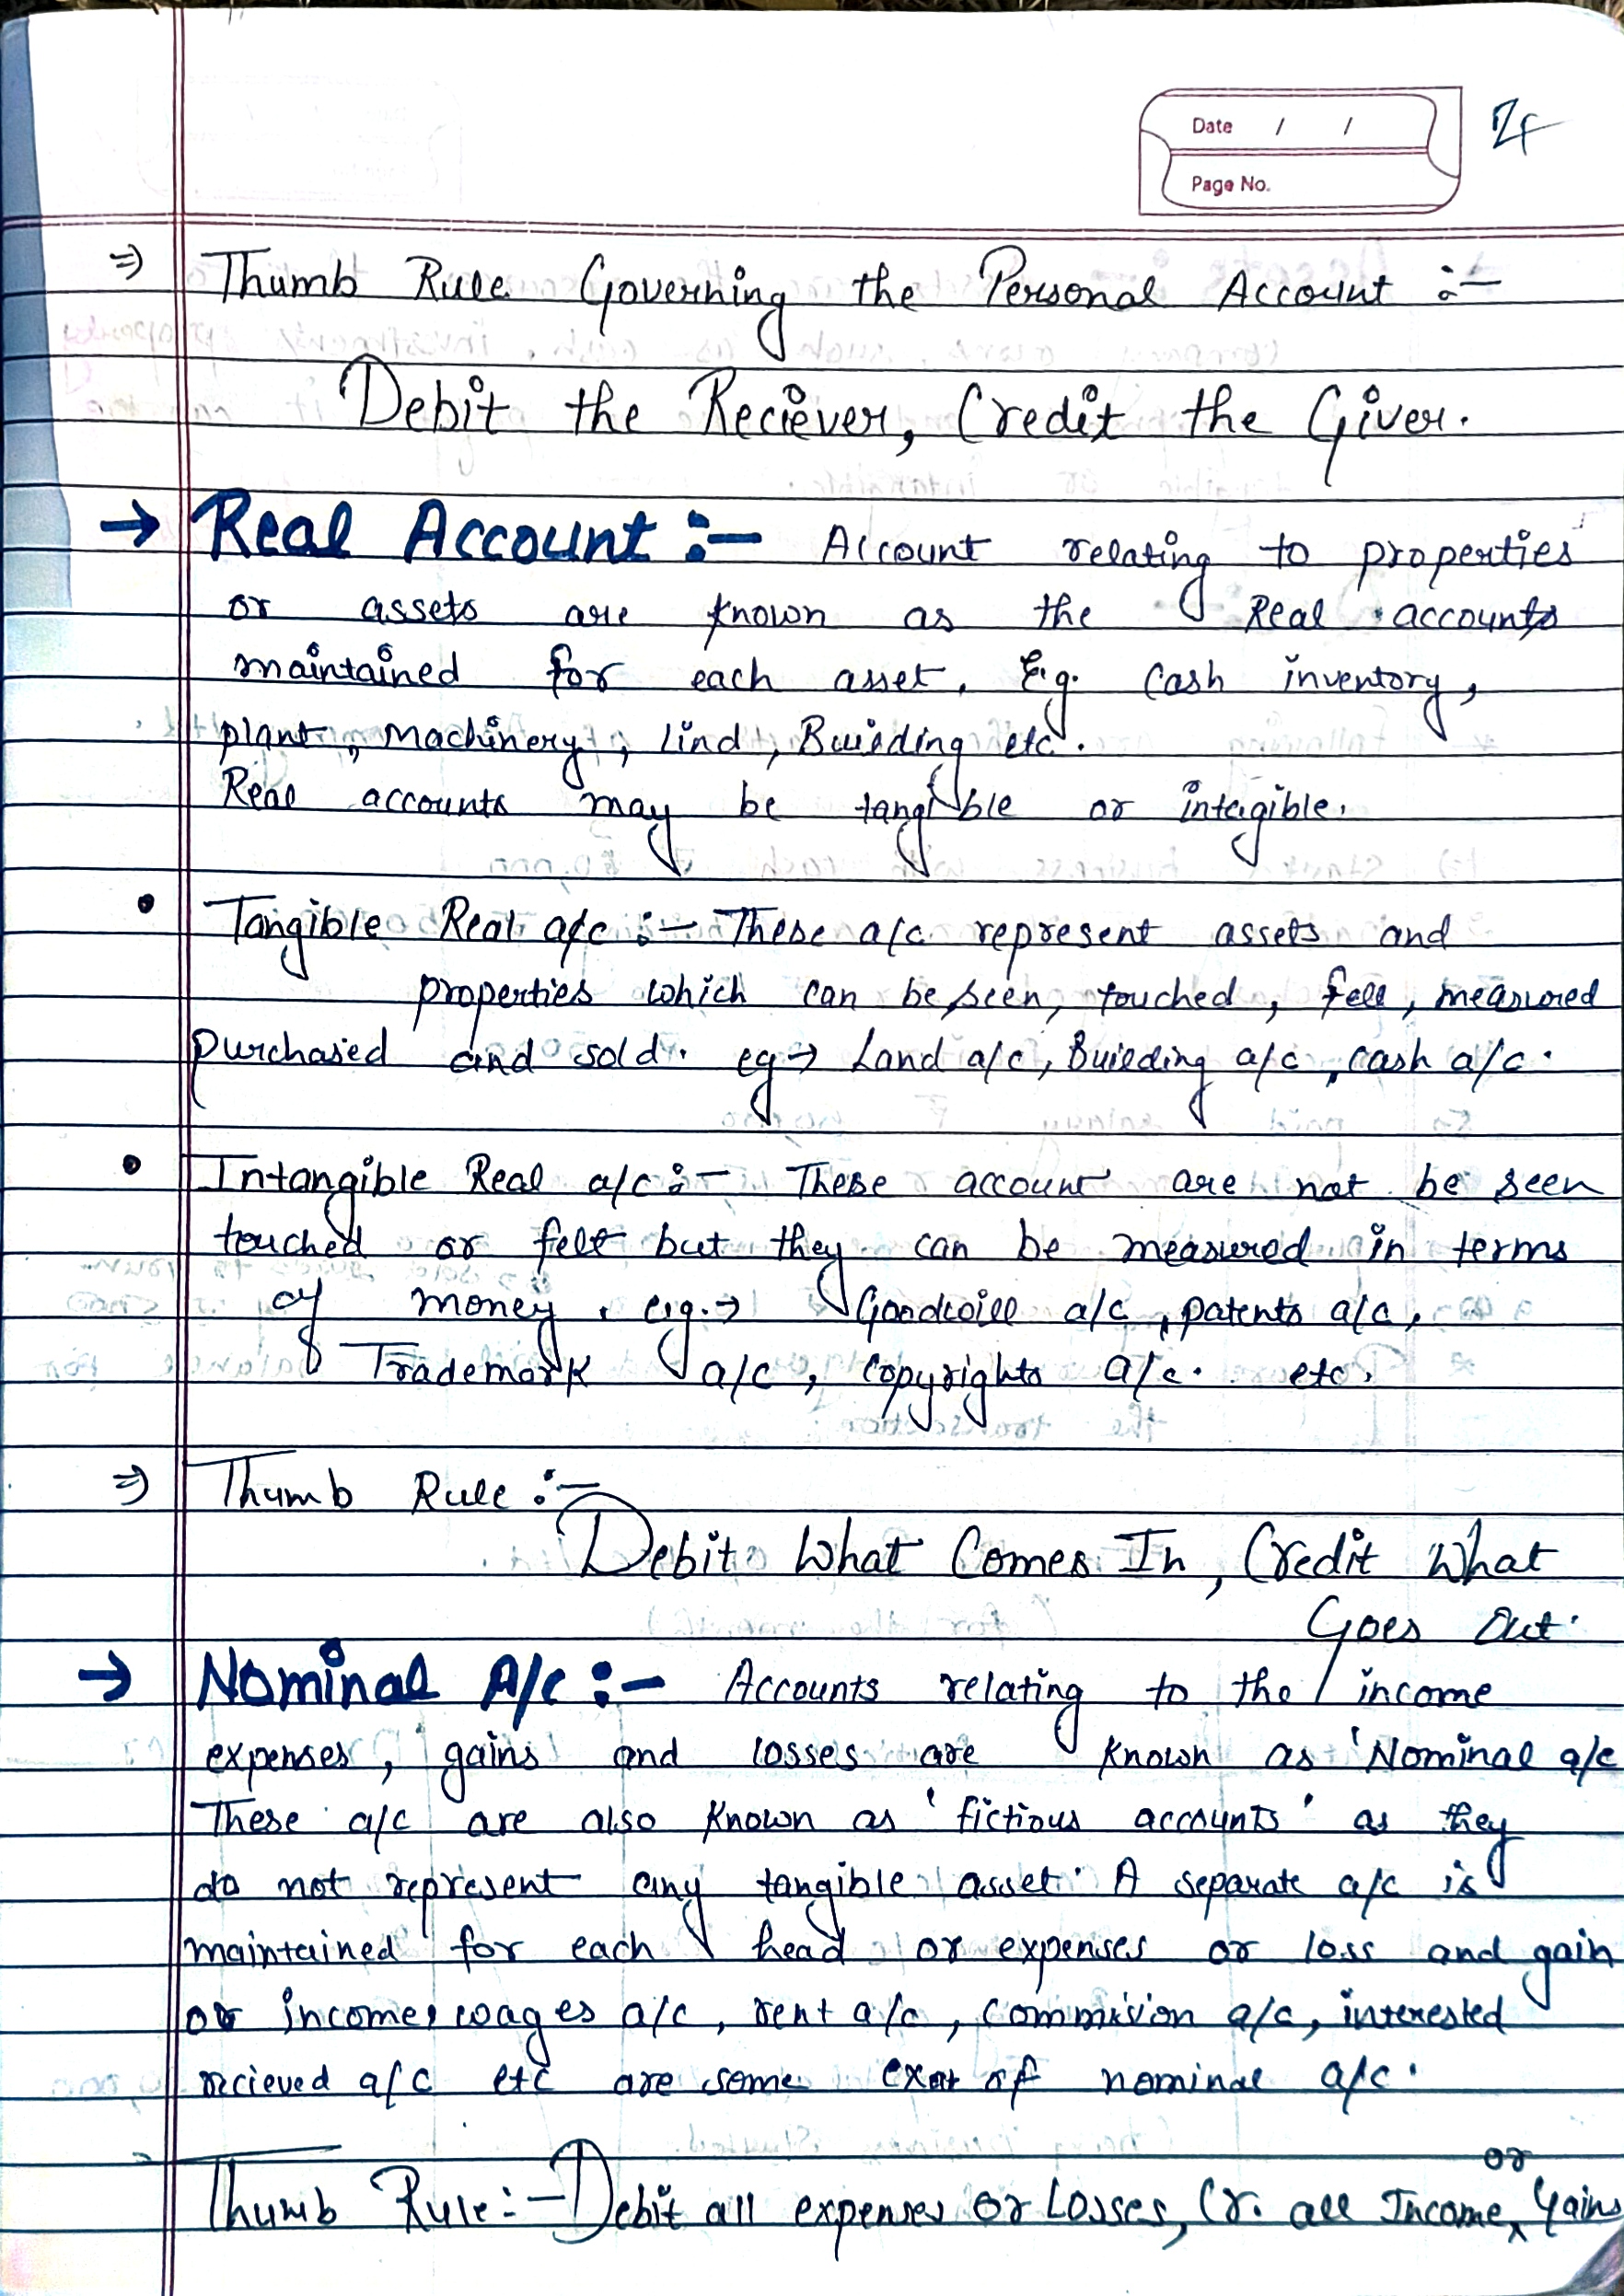 Date / /
Page No.
24
⇒ Thumb Rule Governing the Personal Account :-
Debit the Reciever, Credit the Giver.
→ Real Account :- Account relating to properties
or assets are known as the Real accounts
maintained for each asset. E.g. Cash inventory,
plant, Machinery, Lind, Building etc.
Real accounts may be tangible or intagible.
• Tangible Real a/c :- These a/c represent assets and
properties which can be seen, touched, fell, measured
purchased and sold. eg → Land a/c, Building a/c, cash a/c.
• Intangible Real a/c :- These account are not be seen
touched or felt but they can be measured in terms
of money. e.g. → Goodwill a/c, patents a/c,
Trademark a/c, copyrights a/c. etc.
⇒ Thumb Rule :-
Debit What Comes In, Credit What
Goes Out.
→ Nominal A/c :- Accounts relating to the income
expenses, gains and losses are known as 'Nominal a/c
These a/c are also known as 'fictious accounts' as they
do not represent any tangible asset. A separate a/c is
maintained for each head or expenses or loss and gain
or income, wages a/c, rent a/c, commission a/c, interested
recieved a/c etc are some of nominal a/c.
or
Thumb Rule :- Debit all expenses or Losses, Cr. all Income, Gains